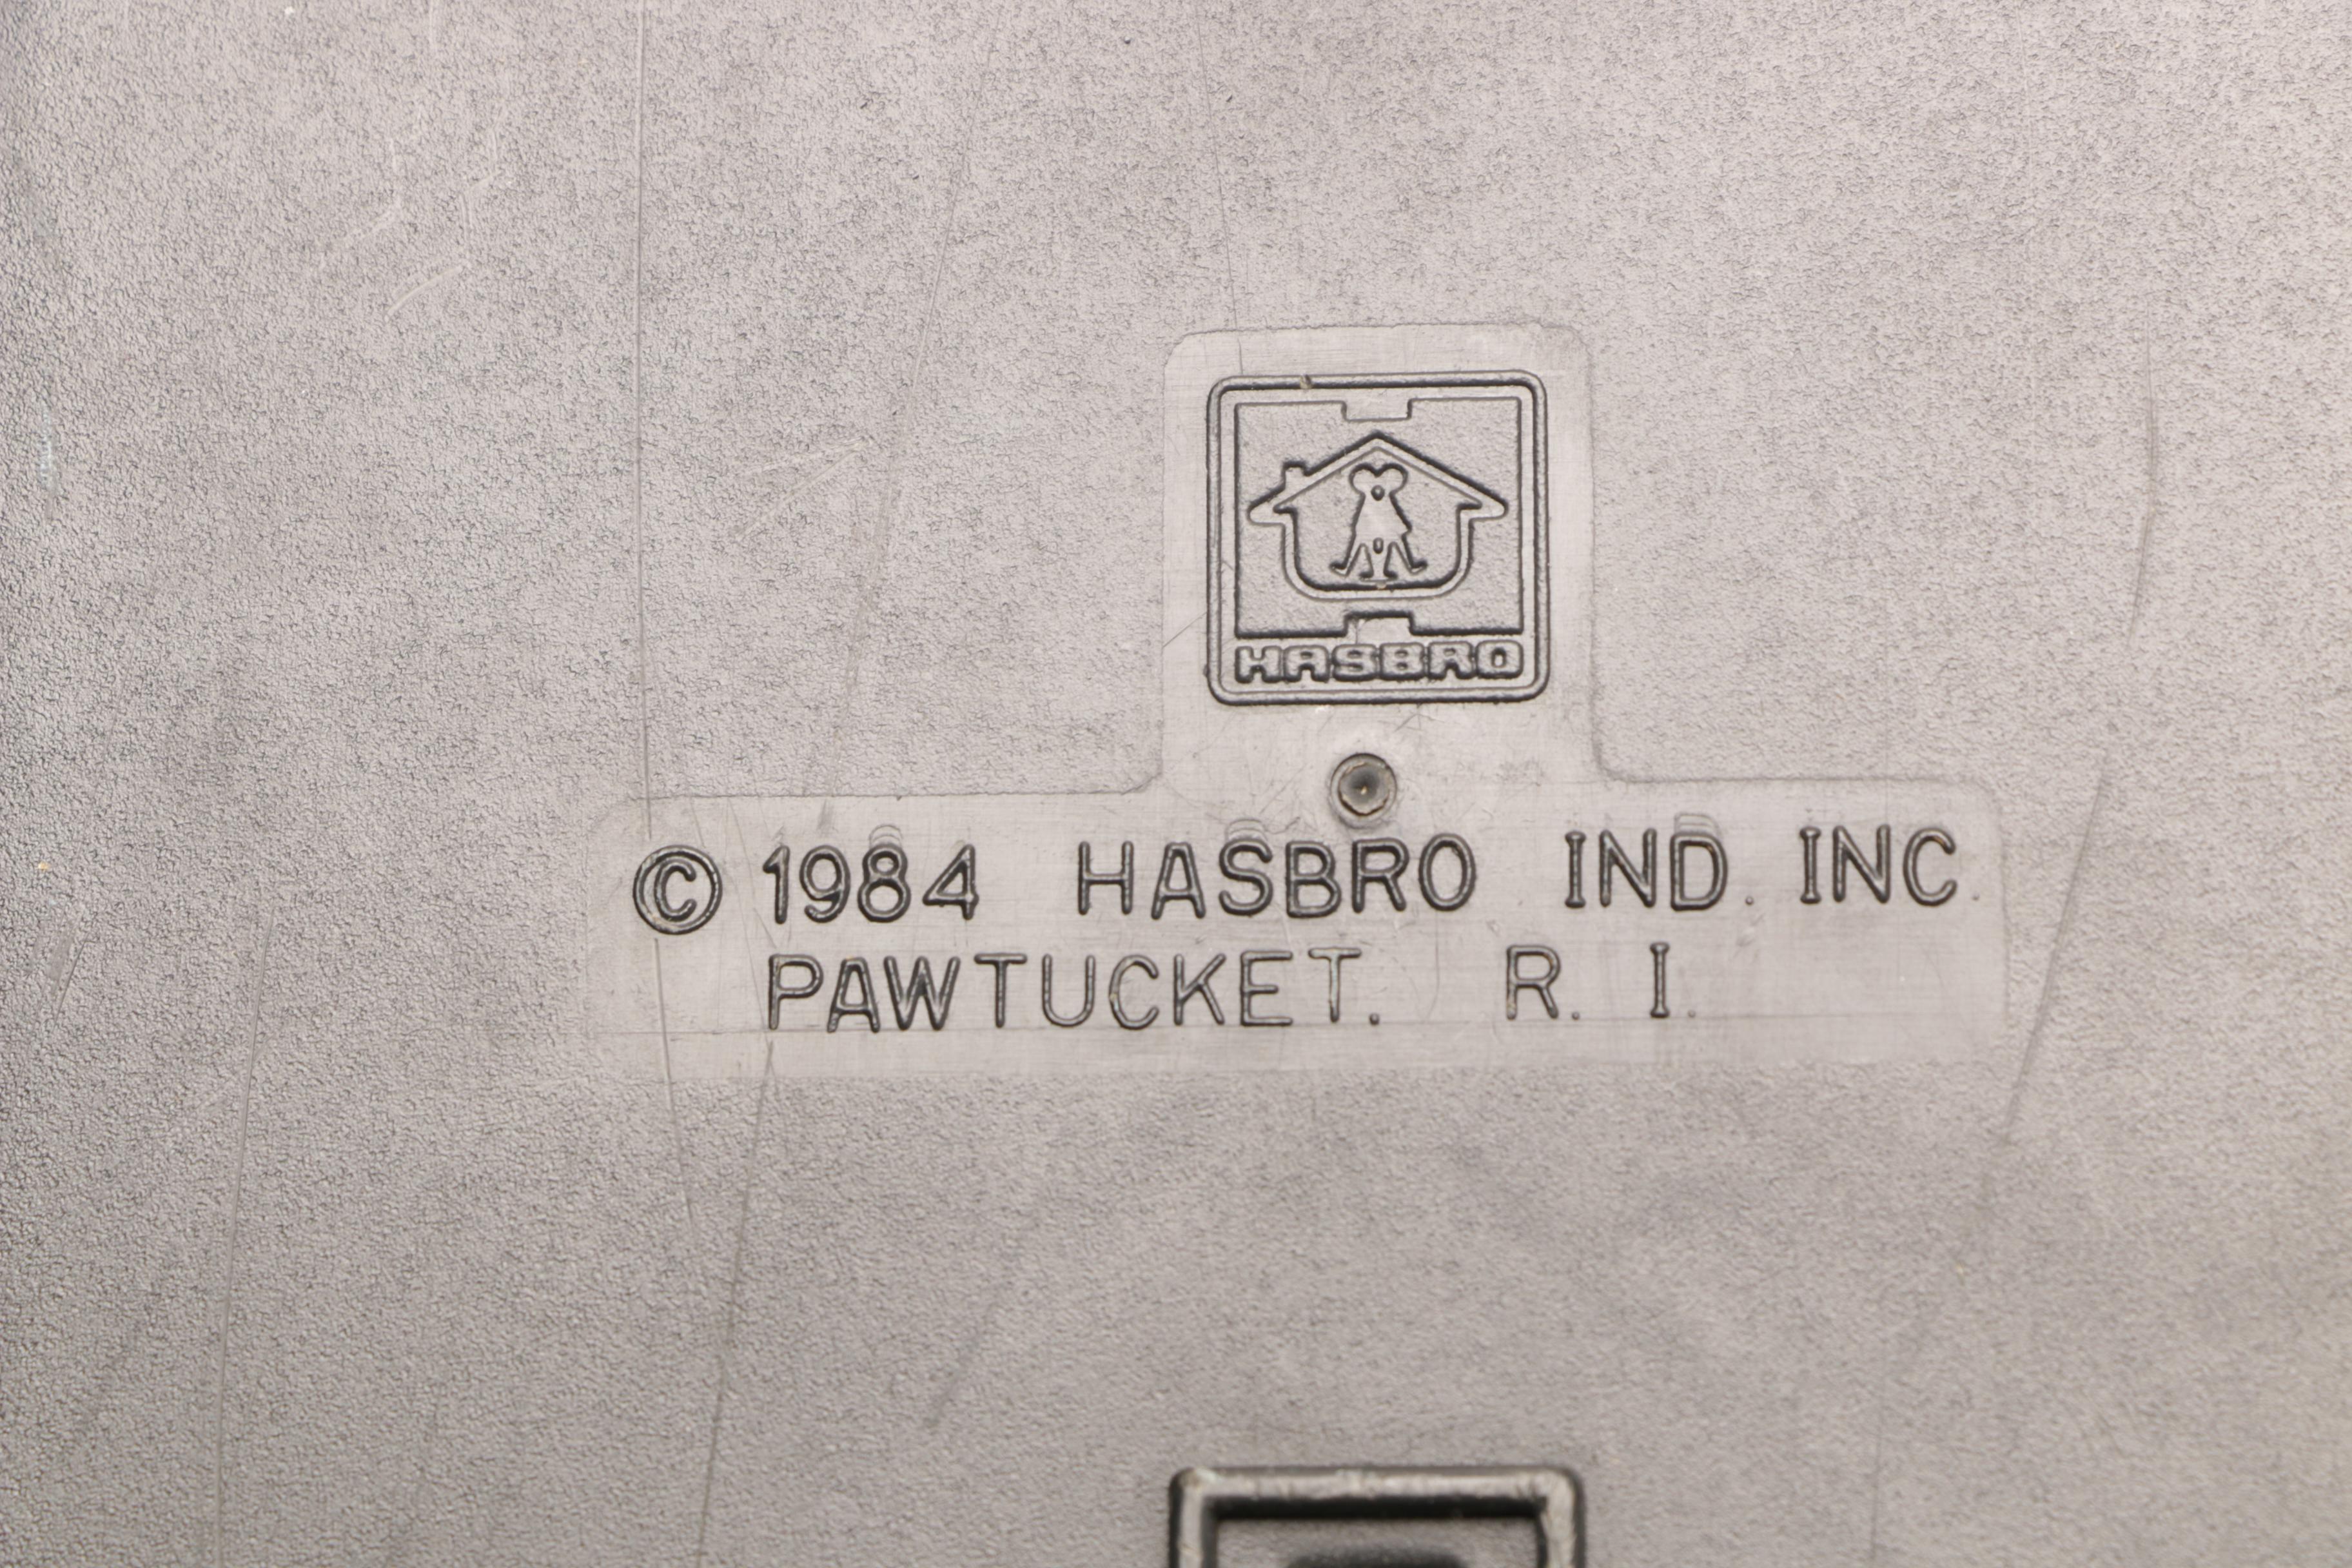 HASBRO
© 1984 HASBRO IND. INC.
PAWTUCKET. R. I.